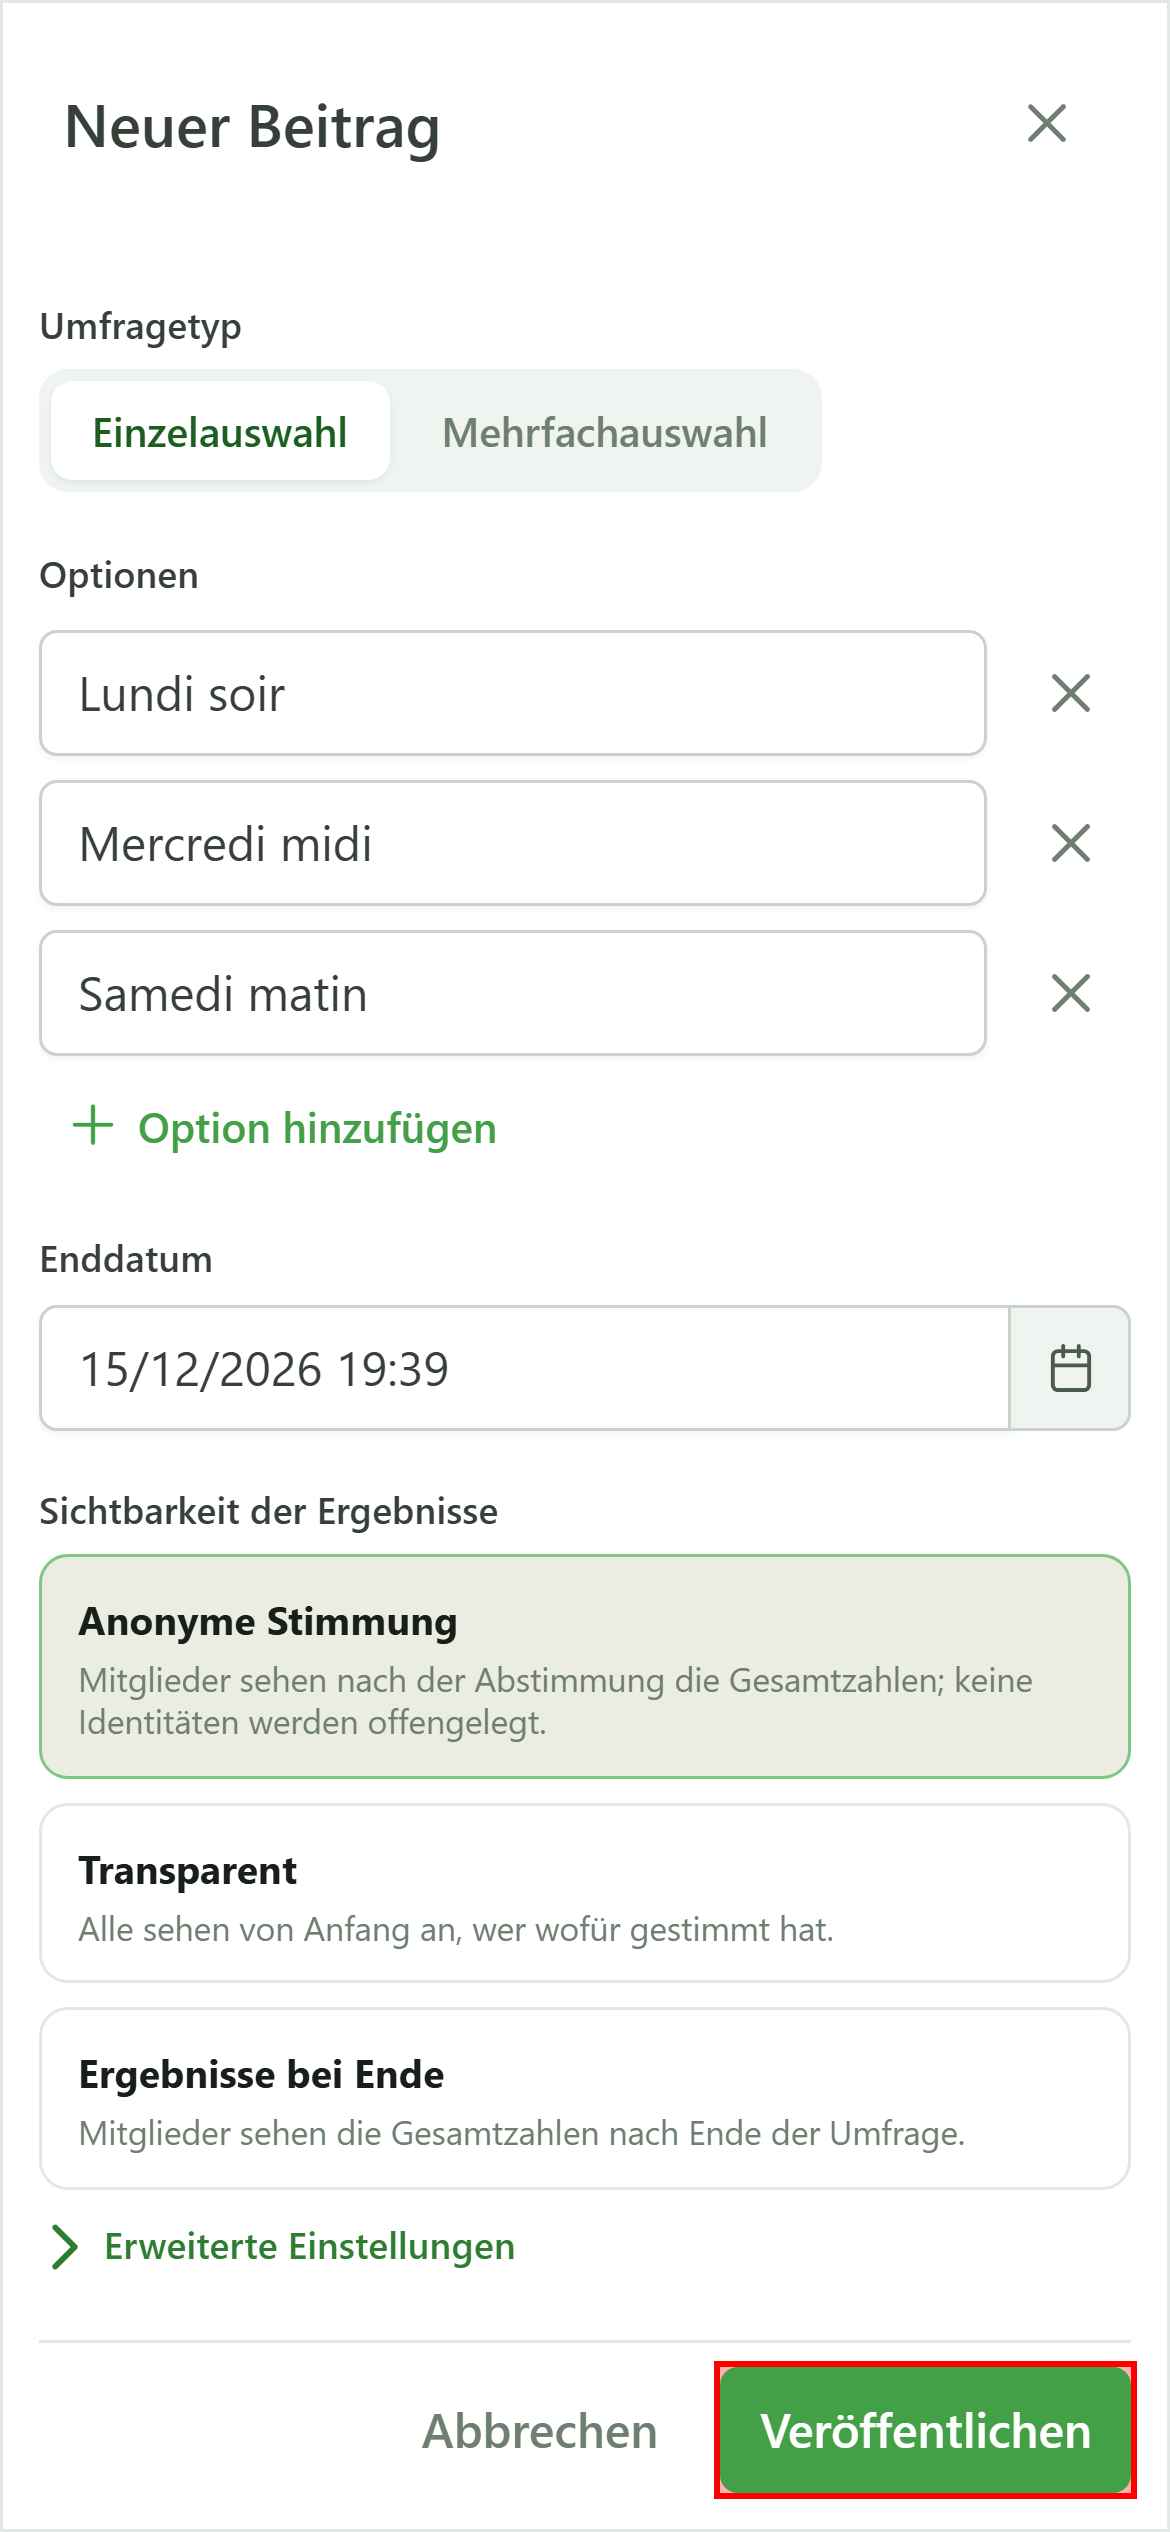 Neuer Beitrag
Umfragetyp
Einzelauswahl
Mehrfachauswahl
Optionen
Lundi soir
Mercredi midi
Samedi matin
Option hinzufügen
Enddatum
15/12/2026 19:39
Sichtbarkeit der Ergebnisse
Anonyme Stimmung
Mitglieder sehen nach der Abstimmung die Gesamtzahlen; keine
Identitäten werden offengelegt.
Transparent
Alle sehen von Anfang an, wer wofür gestimmt hat.
Ergebnisse bei Ende
Mitglieder sehen die Gesamtzahlen nach Ende der Umfrage.
Erweiterte Einstellungen
Abbrechen
Veröffentlichen